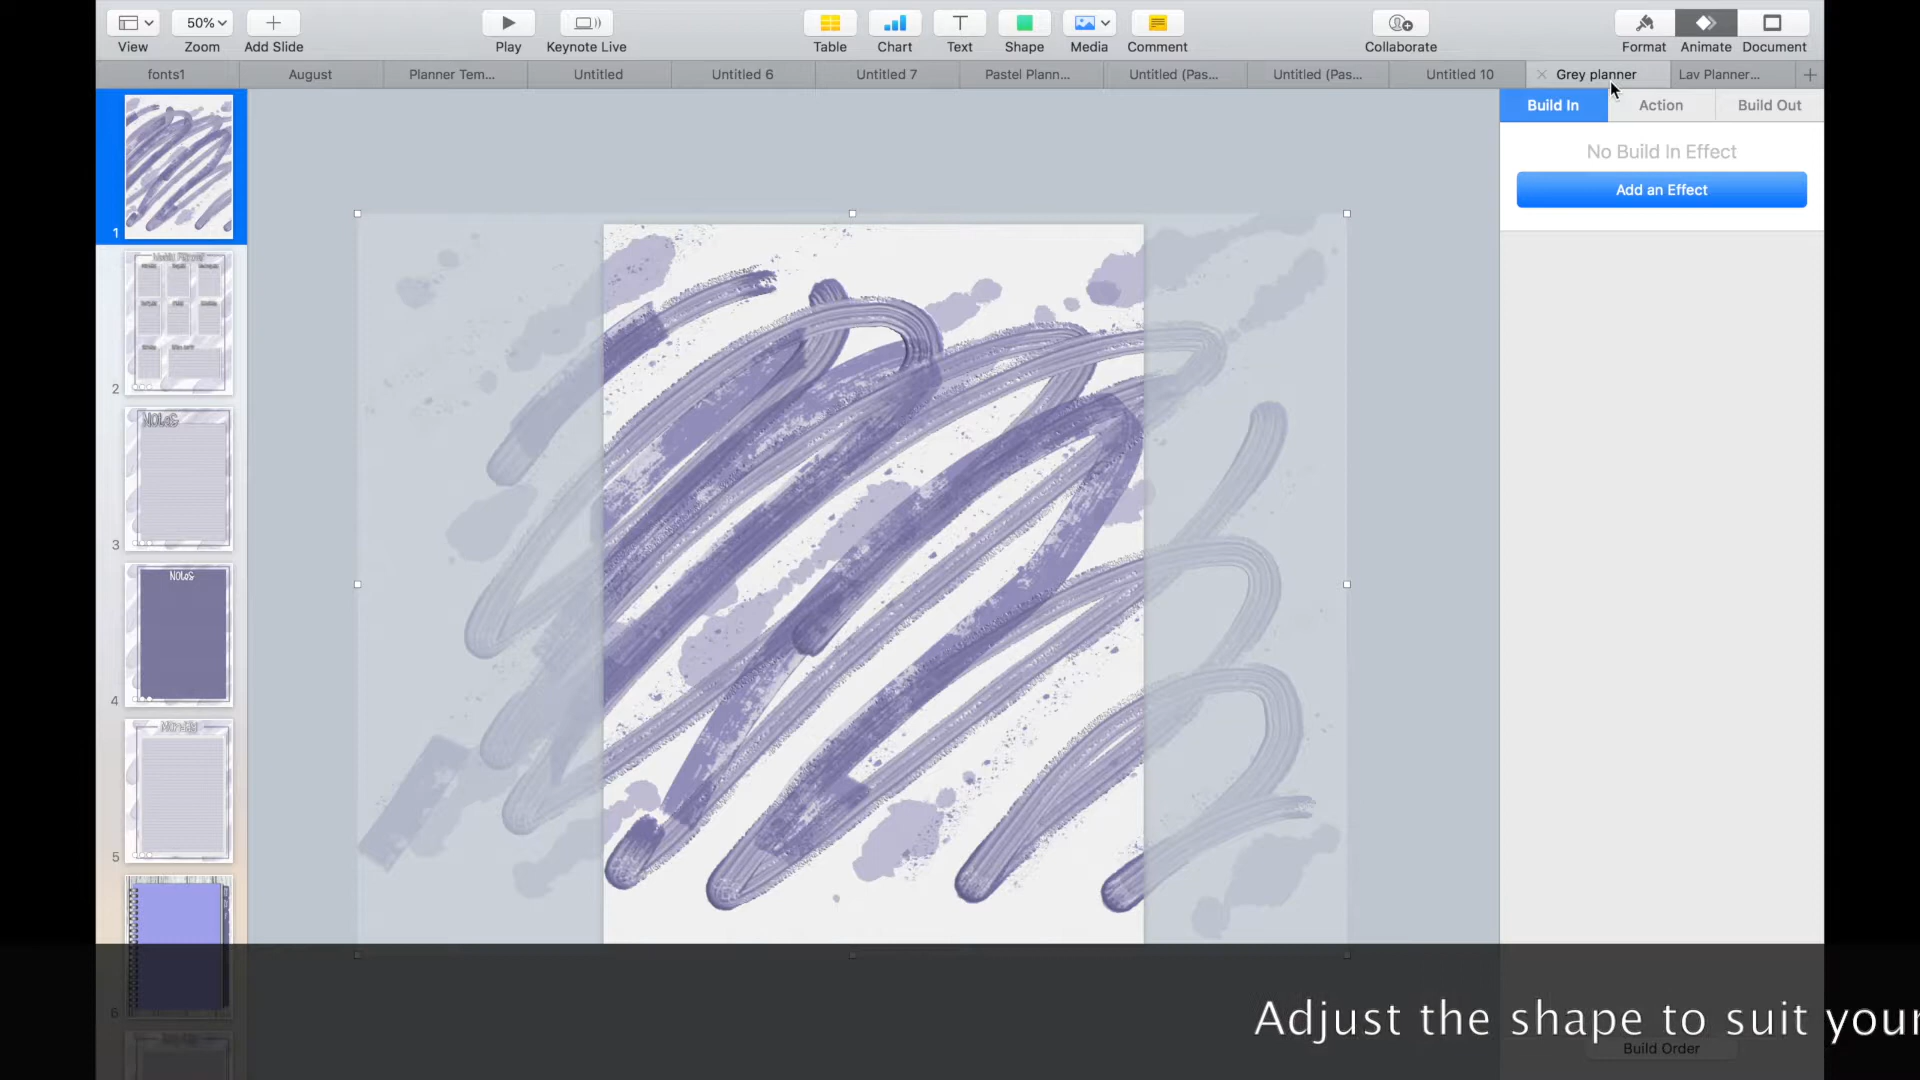 View
50%
Zoom
Add Slide
Play
Keynote Live
Table
Chart
Text
Shape
Media
Comment
Collaborate
Format
Animate
Document
fonts1
August
Planner Tem...
Untitled
Untitled 6
Untitled 7
Pastel Plann...
Untitled (Pas...
Untitled (Pas...
Untitled 10
Grey planner
Lav Planner...
Build In
Action
Build Out
No Build In Effect
Add an Effect
1
2
NOTES
3
NOTES
4
5
6
Adjust the shape to suit your
Build Order